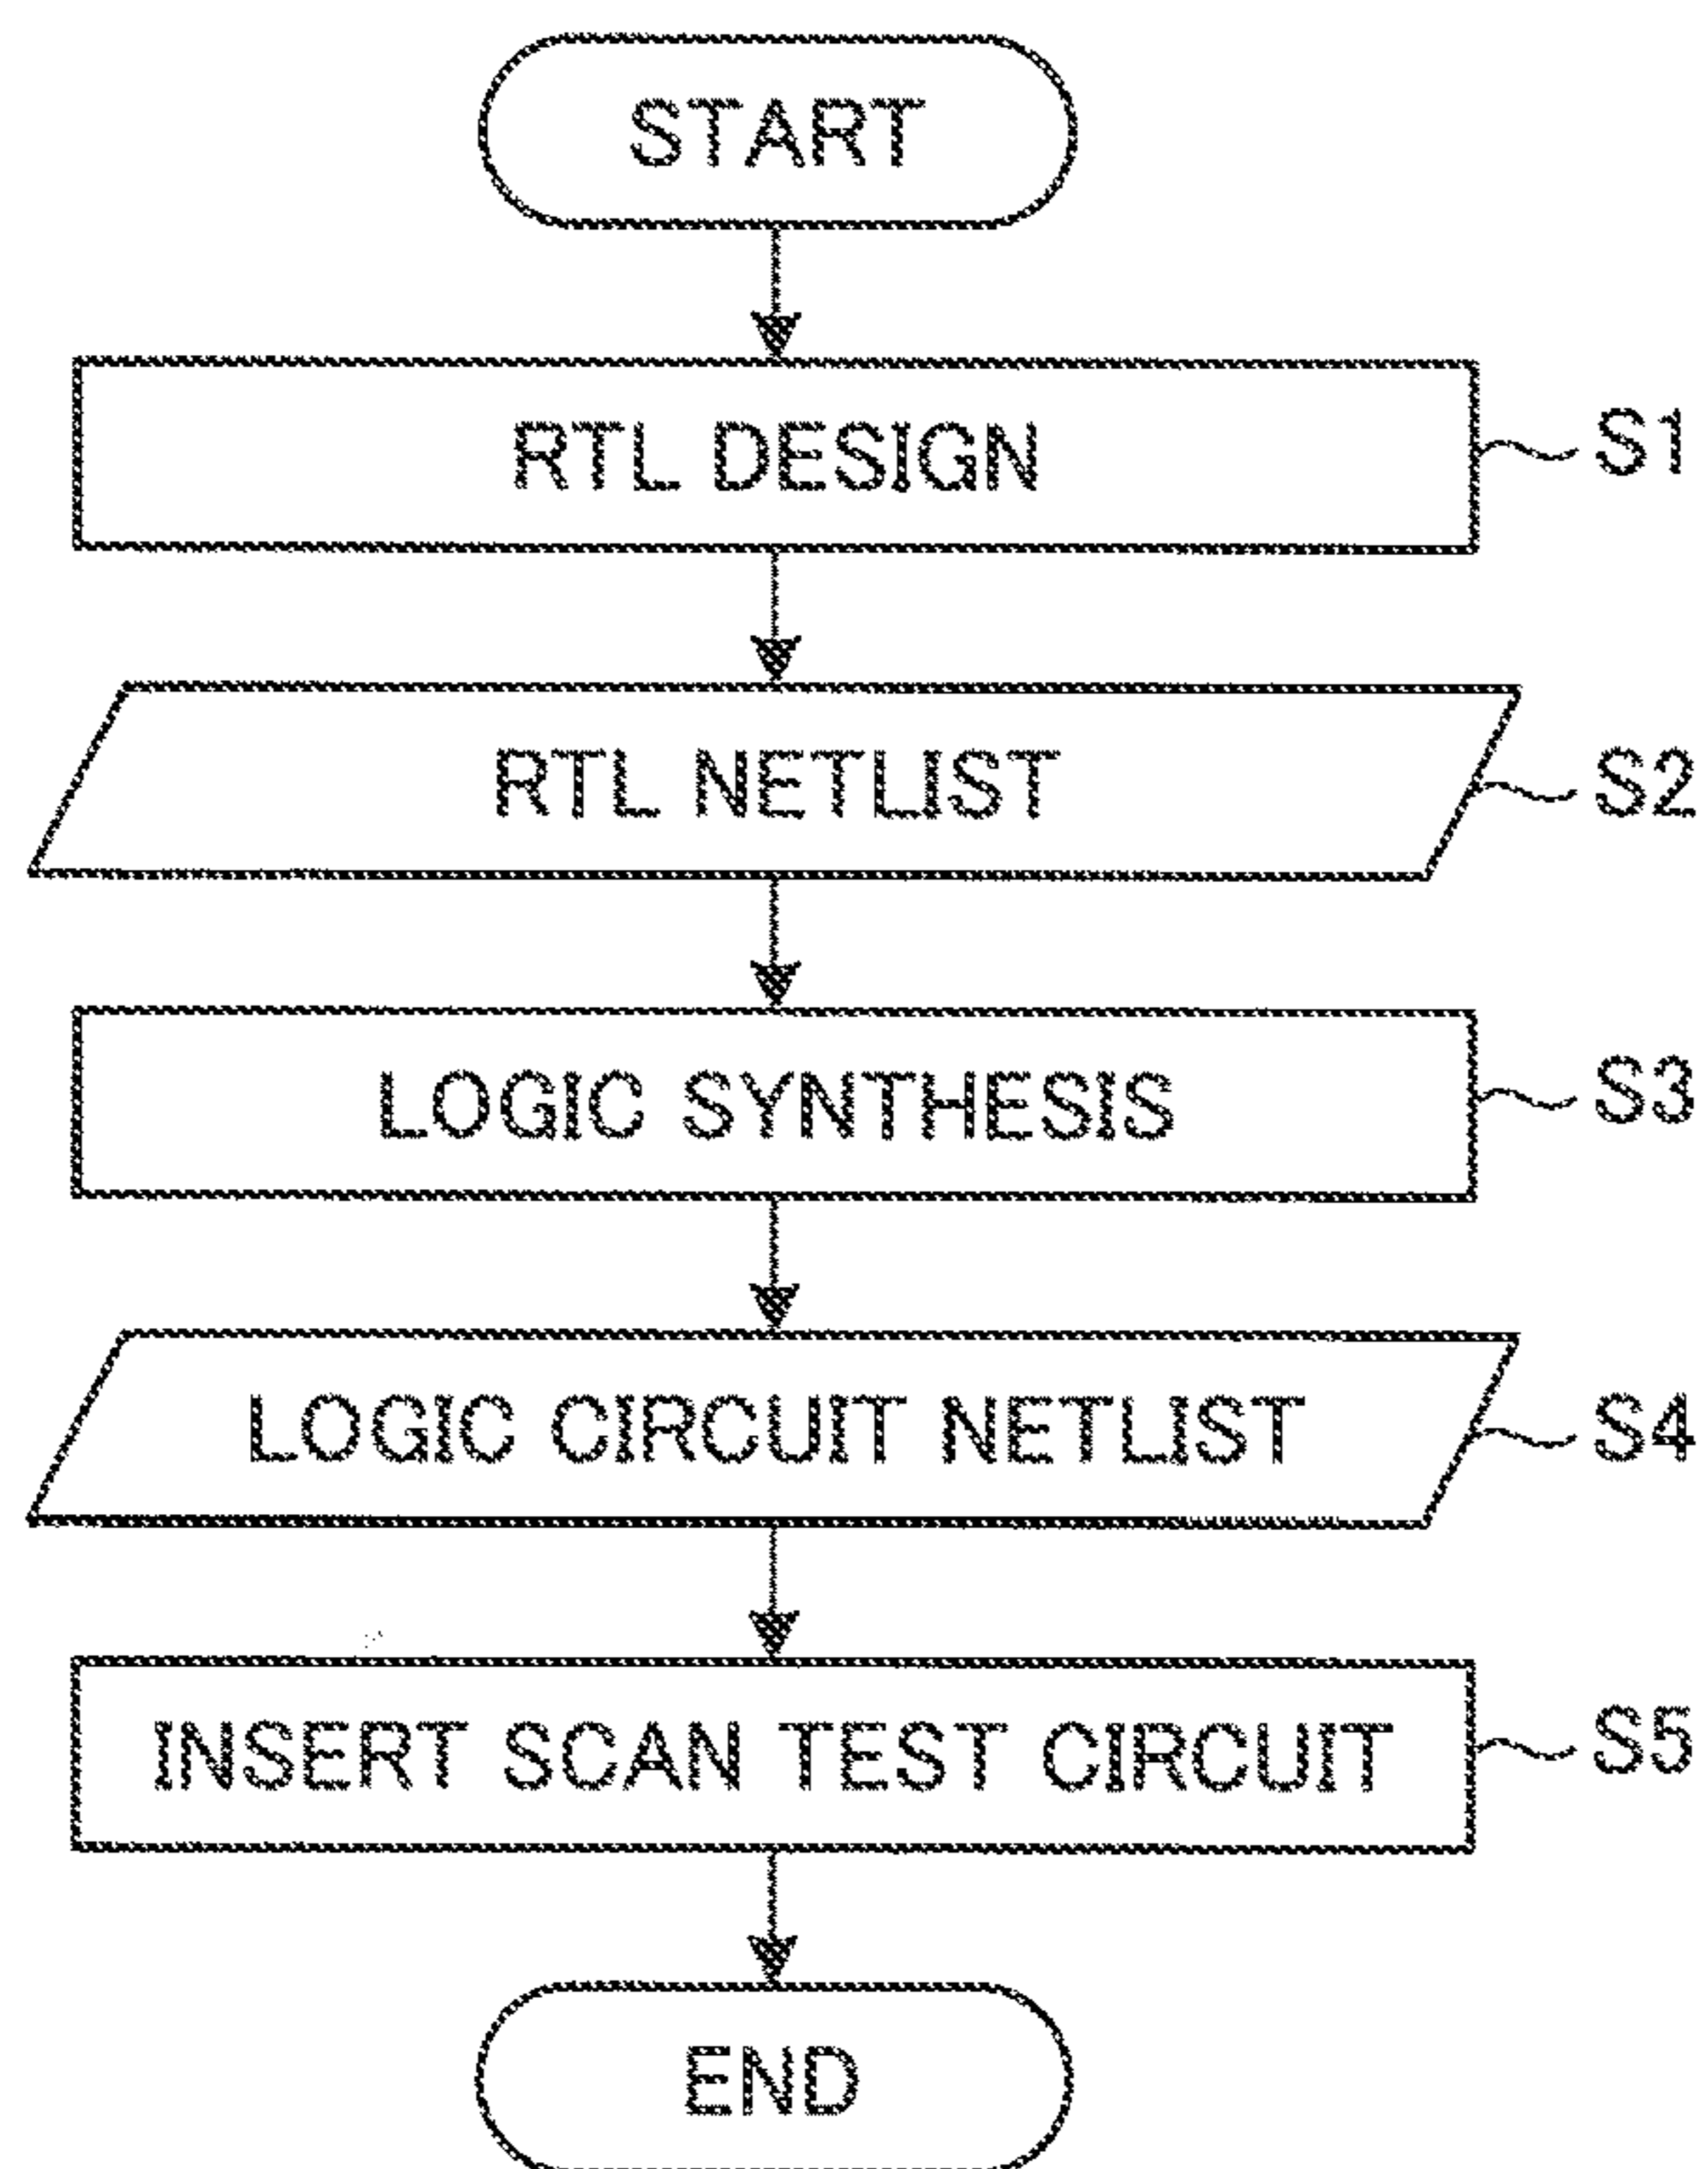 START
RTL DESIGN
S1
RTL NETLIST
S2
LOGIC SYNTHESIS
S3
LOGIC CIRCUIT NETLIST
S4
INSERT SCAN TEST CIRCUIT
S5
END